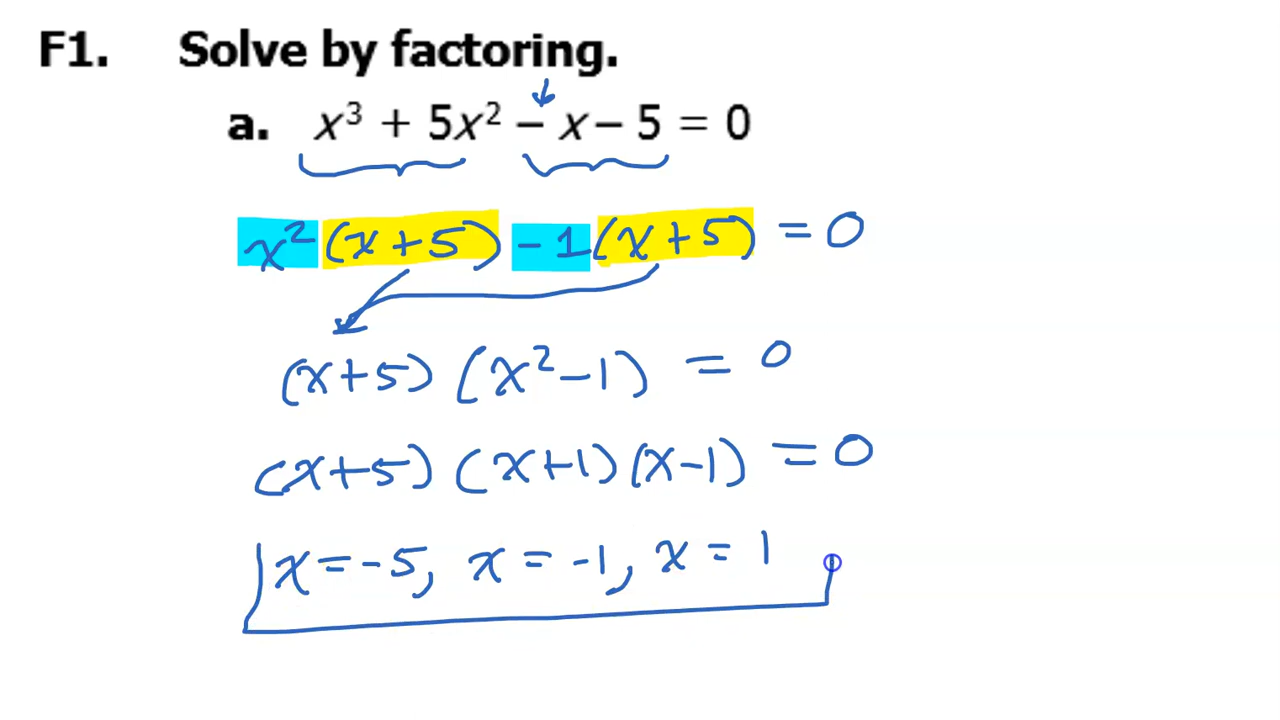 F1. Solve by factoring.
a. x³ + 5x² − x − 5 = 0
x² (x+5) −1 (x+5) = 0
(x+5) (x²−1) = 0
(x+5) (x+1) (x−1) = 0
x = −5, x = −1, x = 1